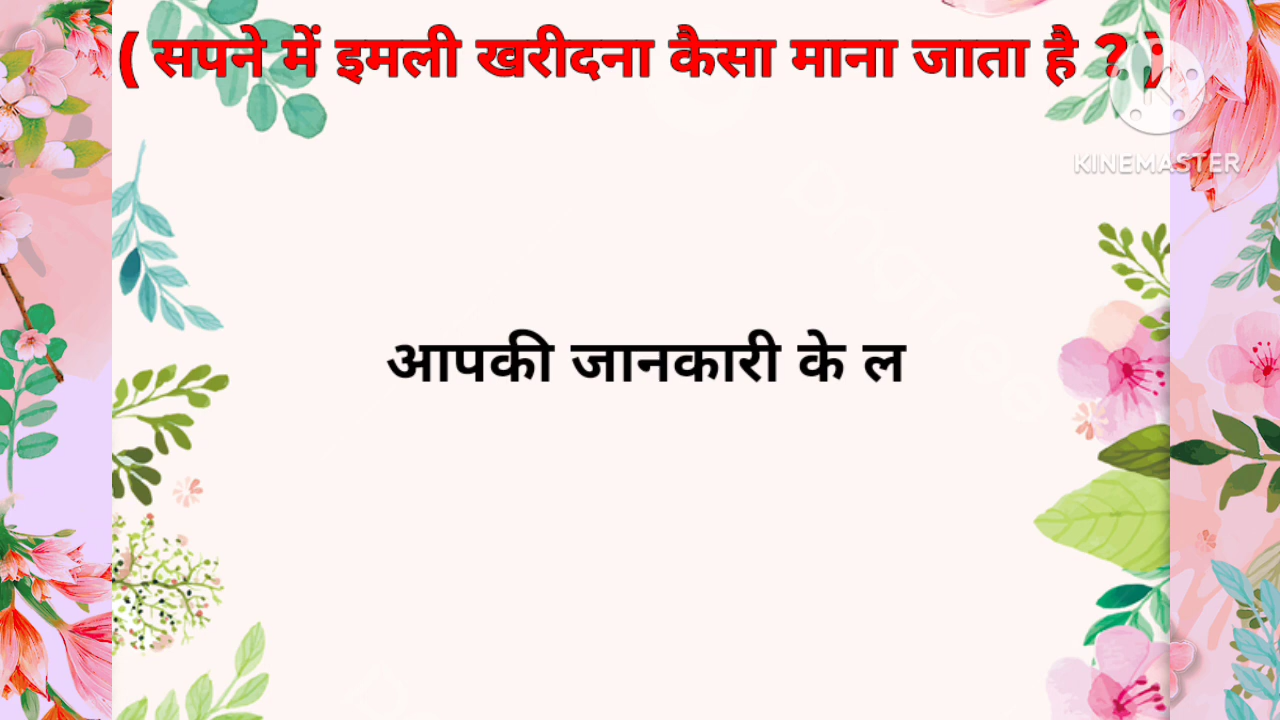 ( सपने में इमली खरीदना कैसा माना जाता है ? )
KINEMASTER
आपकी जानकारी के ल